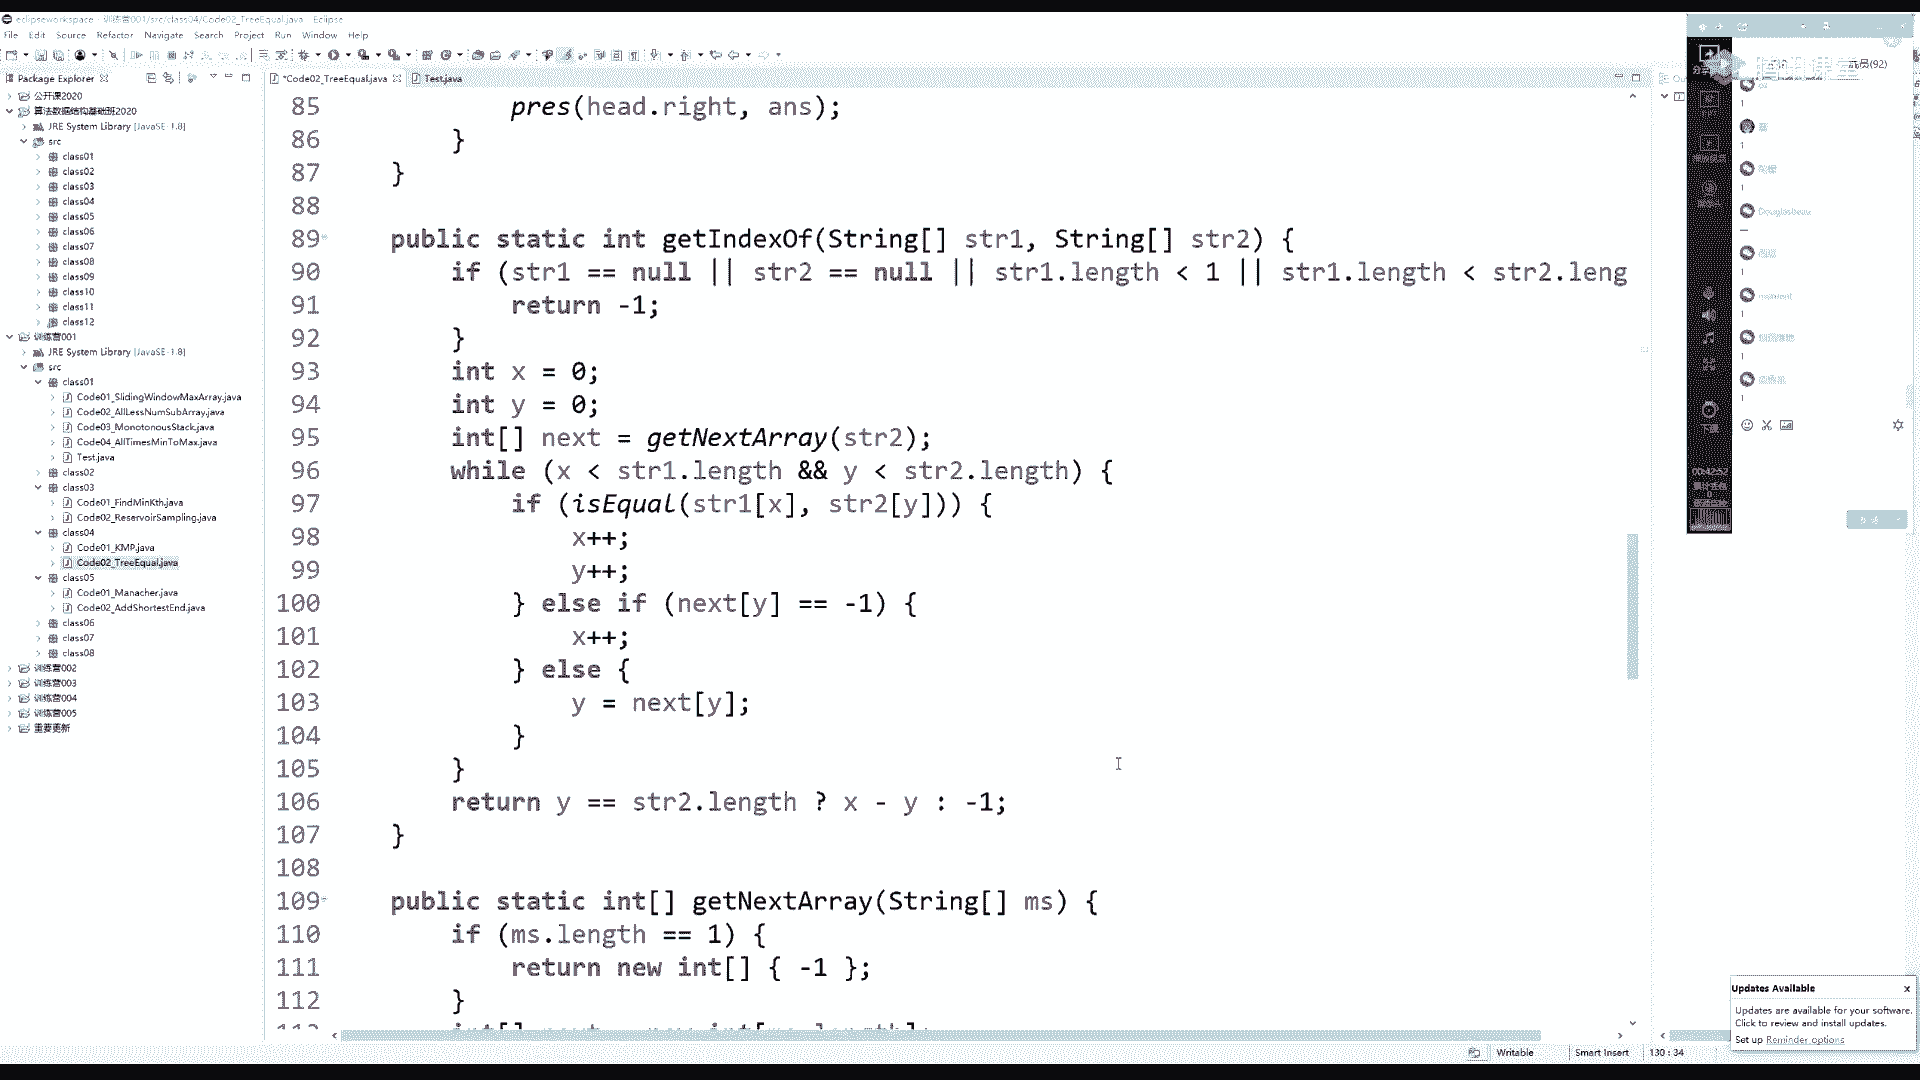 eclipseworkspace - 训练营001/src/class04/Code02_TreeEqual.java - Eclipse
File Edit Source Refactor Navigate Search Project Run Window Help
Package Explorer
*Code02_TreeEqual.java
Test.java
公开课2020
算法数据结构基础班2020
JRE System Library [JavaSE-1.8]
src
class01
class02
class03
class04
class05
class06
class07
class08
class09
class10
class11
class12
训练营001
JRE System Library [JavaSE-1.8]
src
class01
Code01_SlidingWindowMaxArray.java
Code02_AllLessNumSubArray.java
Code03_MonotonousStack.java
Code04_AllTimesMinToMax.java
Test.java
class02
class03
Code01_FindMinKth.java
Code02_ReservoirSampling.java
class04
Code01_KMP.java
Code02_TreeEqual.java
class05
Code01_Manacher.java
Code02_AddShortestEnd.java
class06
class07
class08
训练营002
训练营003
训练营004
训练营005
重要更新
85 pres(head.right, ans);
86 }
87 }
88
89 public static int getIndexOf(String[] str1, String[] str2) {
90 if (str1 == null || str2 == null || str1.length < 1 || str1.length < str2.leng
91 return -1;
92 }
93 int x = 0;
94 int y = 0;
95 int[] next = getNextArray(str2);
96 while (x < str1.length && y < str2.length) {
97 if (isEqual(str1[x], str2[y])) {
98 x++;
99 y++;
100 } else if (next[y] == -1) {
101 x++;
102 } else {
103 y = next[y];
104 }
105 }
106 return y == str2.length ? x - y : -1;
107 }
108
109 public static int[] getNextArray(String[] ms) {
110 if (ms.length == 1) {
111 return new int[] { -1 };
112 }
腾讯课堂
员(92)
1
1
1
1
1
1
1
00:42:52
Updates Available
Updates are available for your software.
Click to review and install updates.
Set up Reminder options
Writable Smart Insert 130 : 34